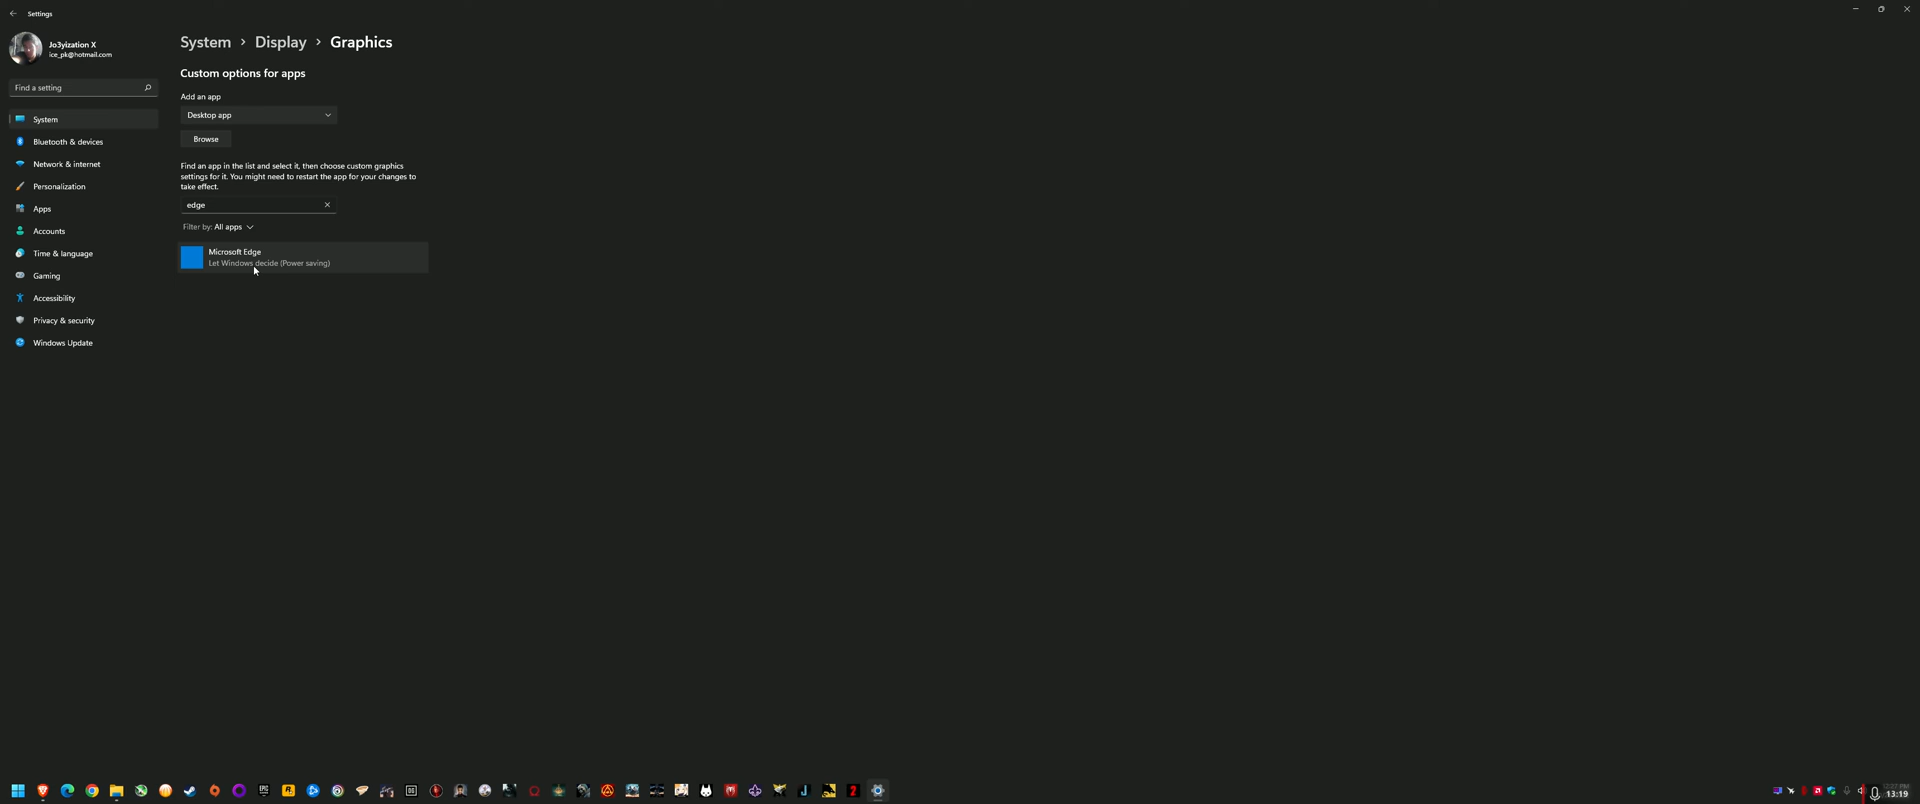 Settings
Jo3yization X
ice_pk@hotmail.com
Find a setting
System
Bluetooth & devices
Network & internet
Personalization
Apps
Accounts
Time & language
Gaming
Accessibility
Privacy & security
Windows Update
System > Display > Graphics
Custom options for apps
Add an app
Desktop app
Browse
Find an app in the list and select it, then choose custom graphics
settings for it. You might need to restart the app for your changes to
take effect.
edge
Filter by: All apps
Microsoft Edge
Let Windows decide (Power saving)
13:19